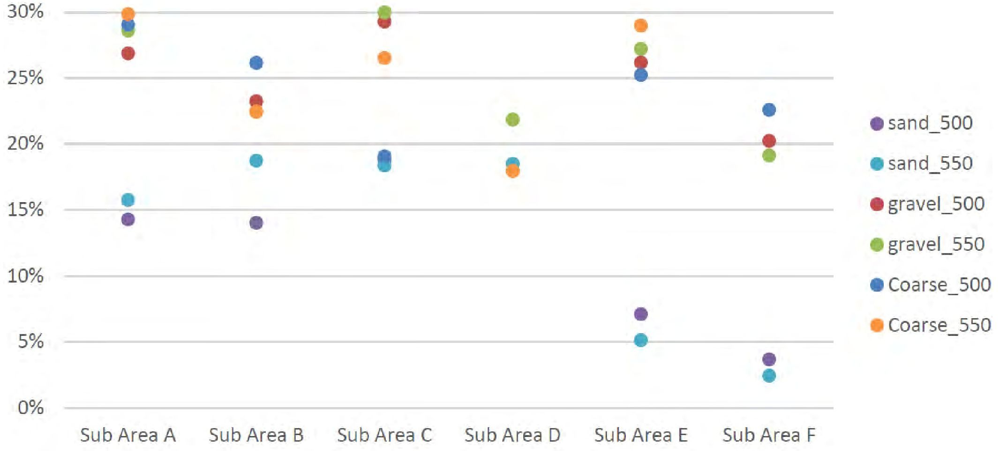 30%
25%
20%
15%
10%
5%
0%
Sub Area A
Sub Area B
Sub Area C
Sub Area D
Sub Area E
Sub Area F
sand_500
sand_550
gravel_500
gravel_550
Coarse_500
Coarse_550